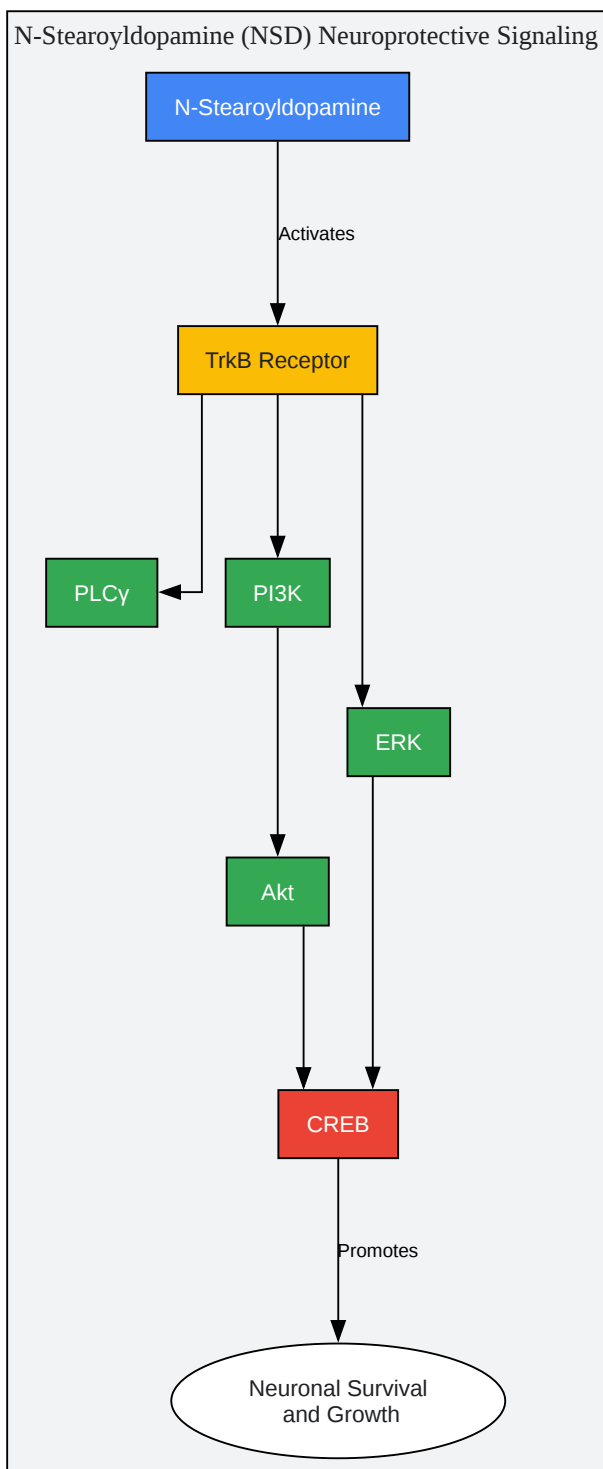 N-Stearoyldopamine (NSD) Neuroprotective Signaling
N-Stearoyldopamine
Activates
TrkB Receptor
PLCγ
PI3K
ERK
Akt
CREB
Promotes
Neuronal Survival
and Growth